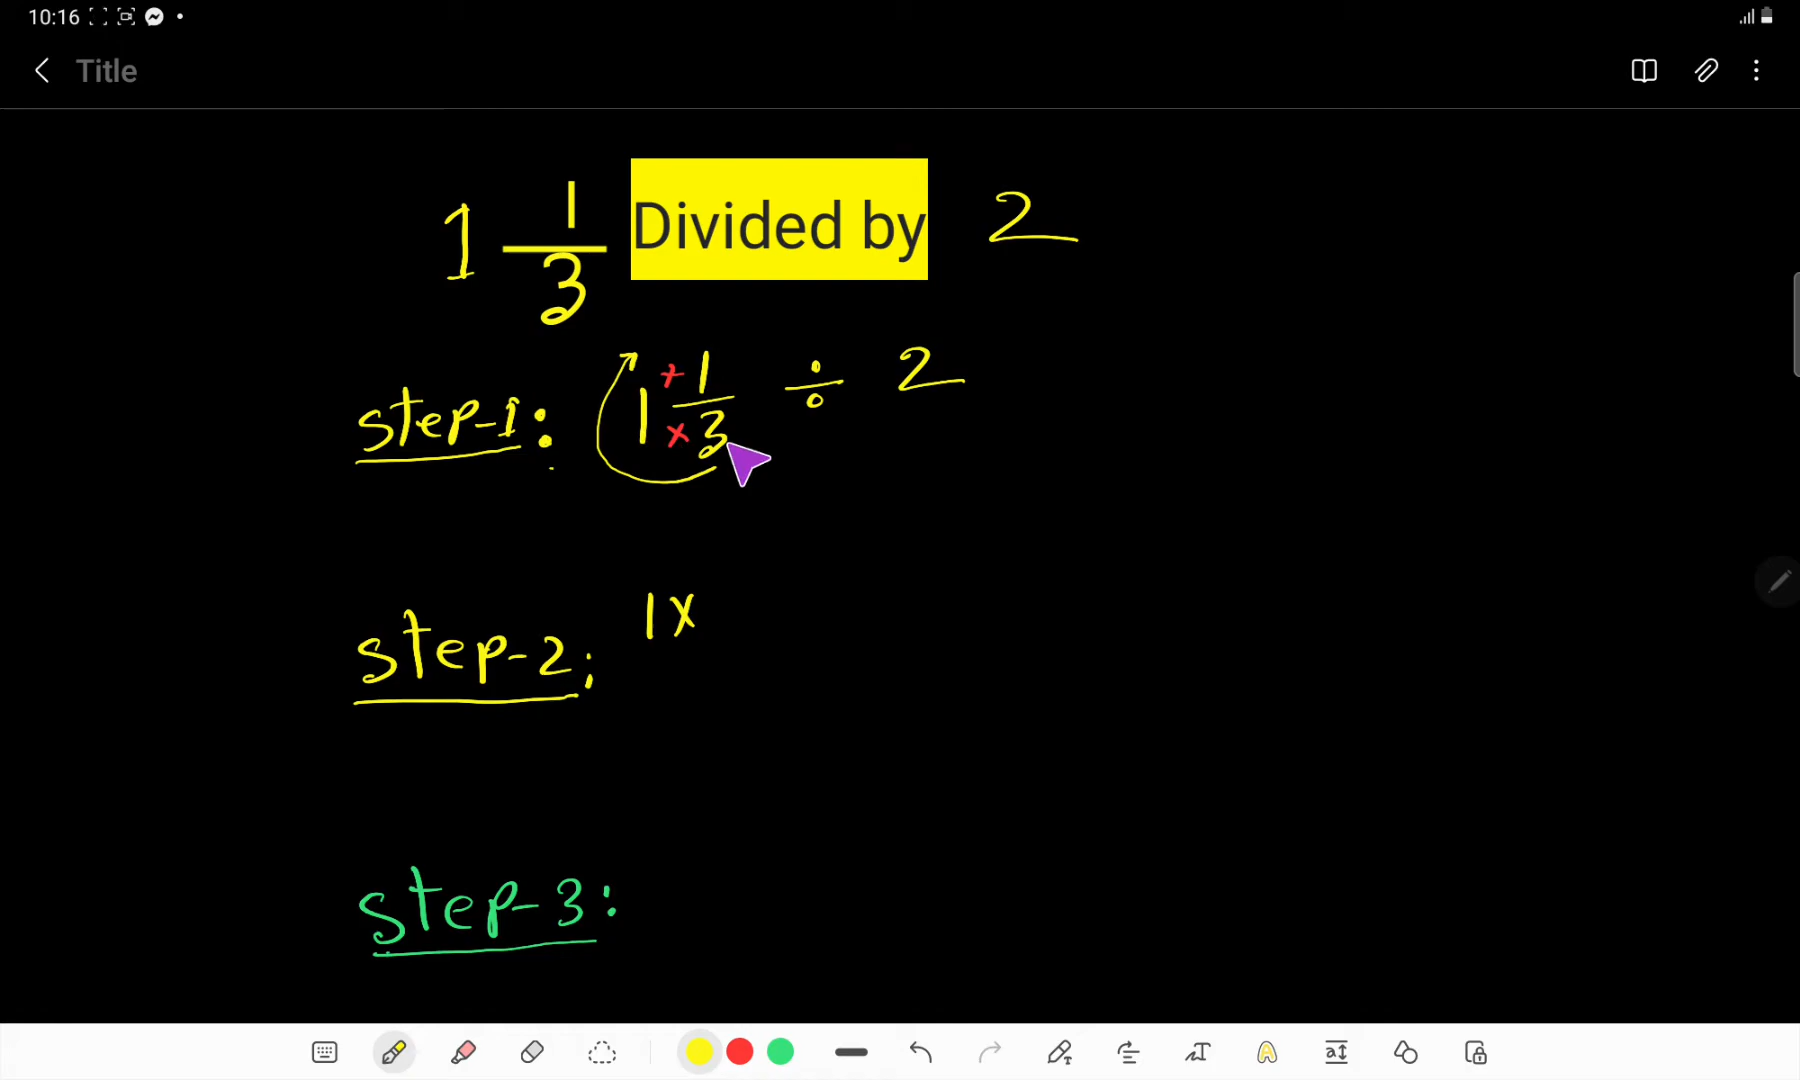 10:16
Title
1 1/3 Divided by 2
step-1: 1 + 1/3 × ÷ 2
step-2: 1x
step-3: